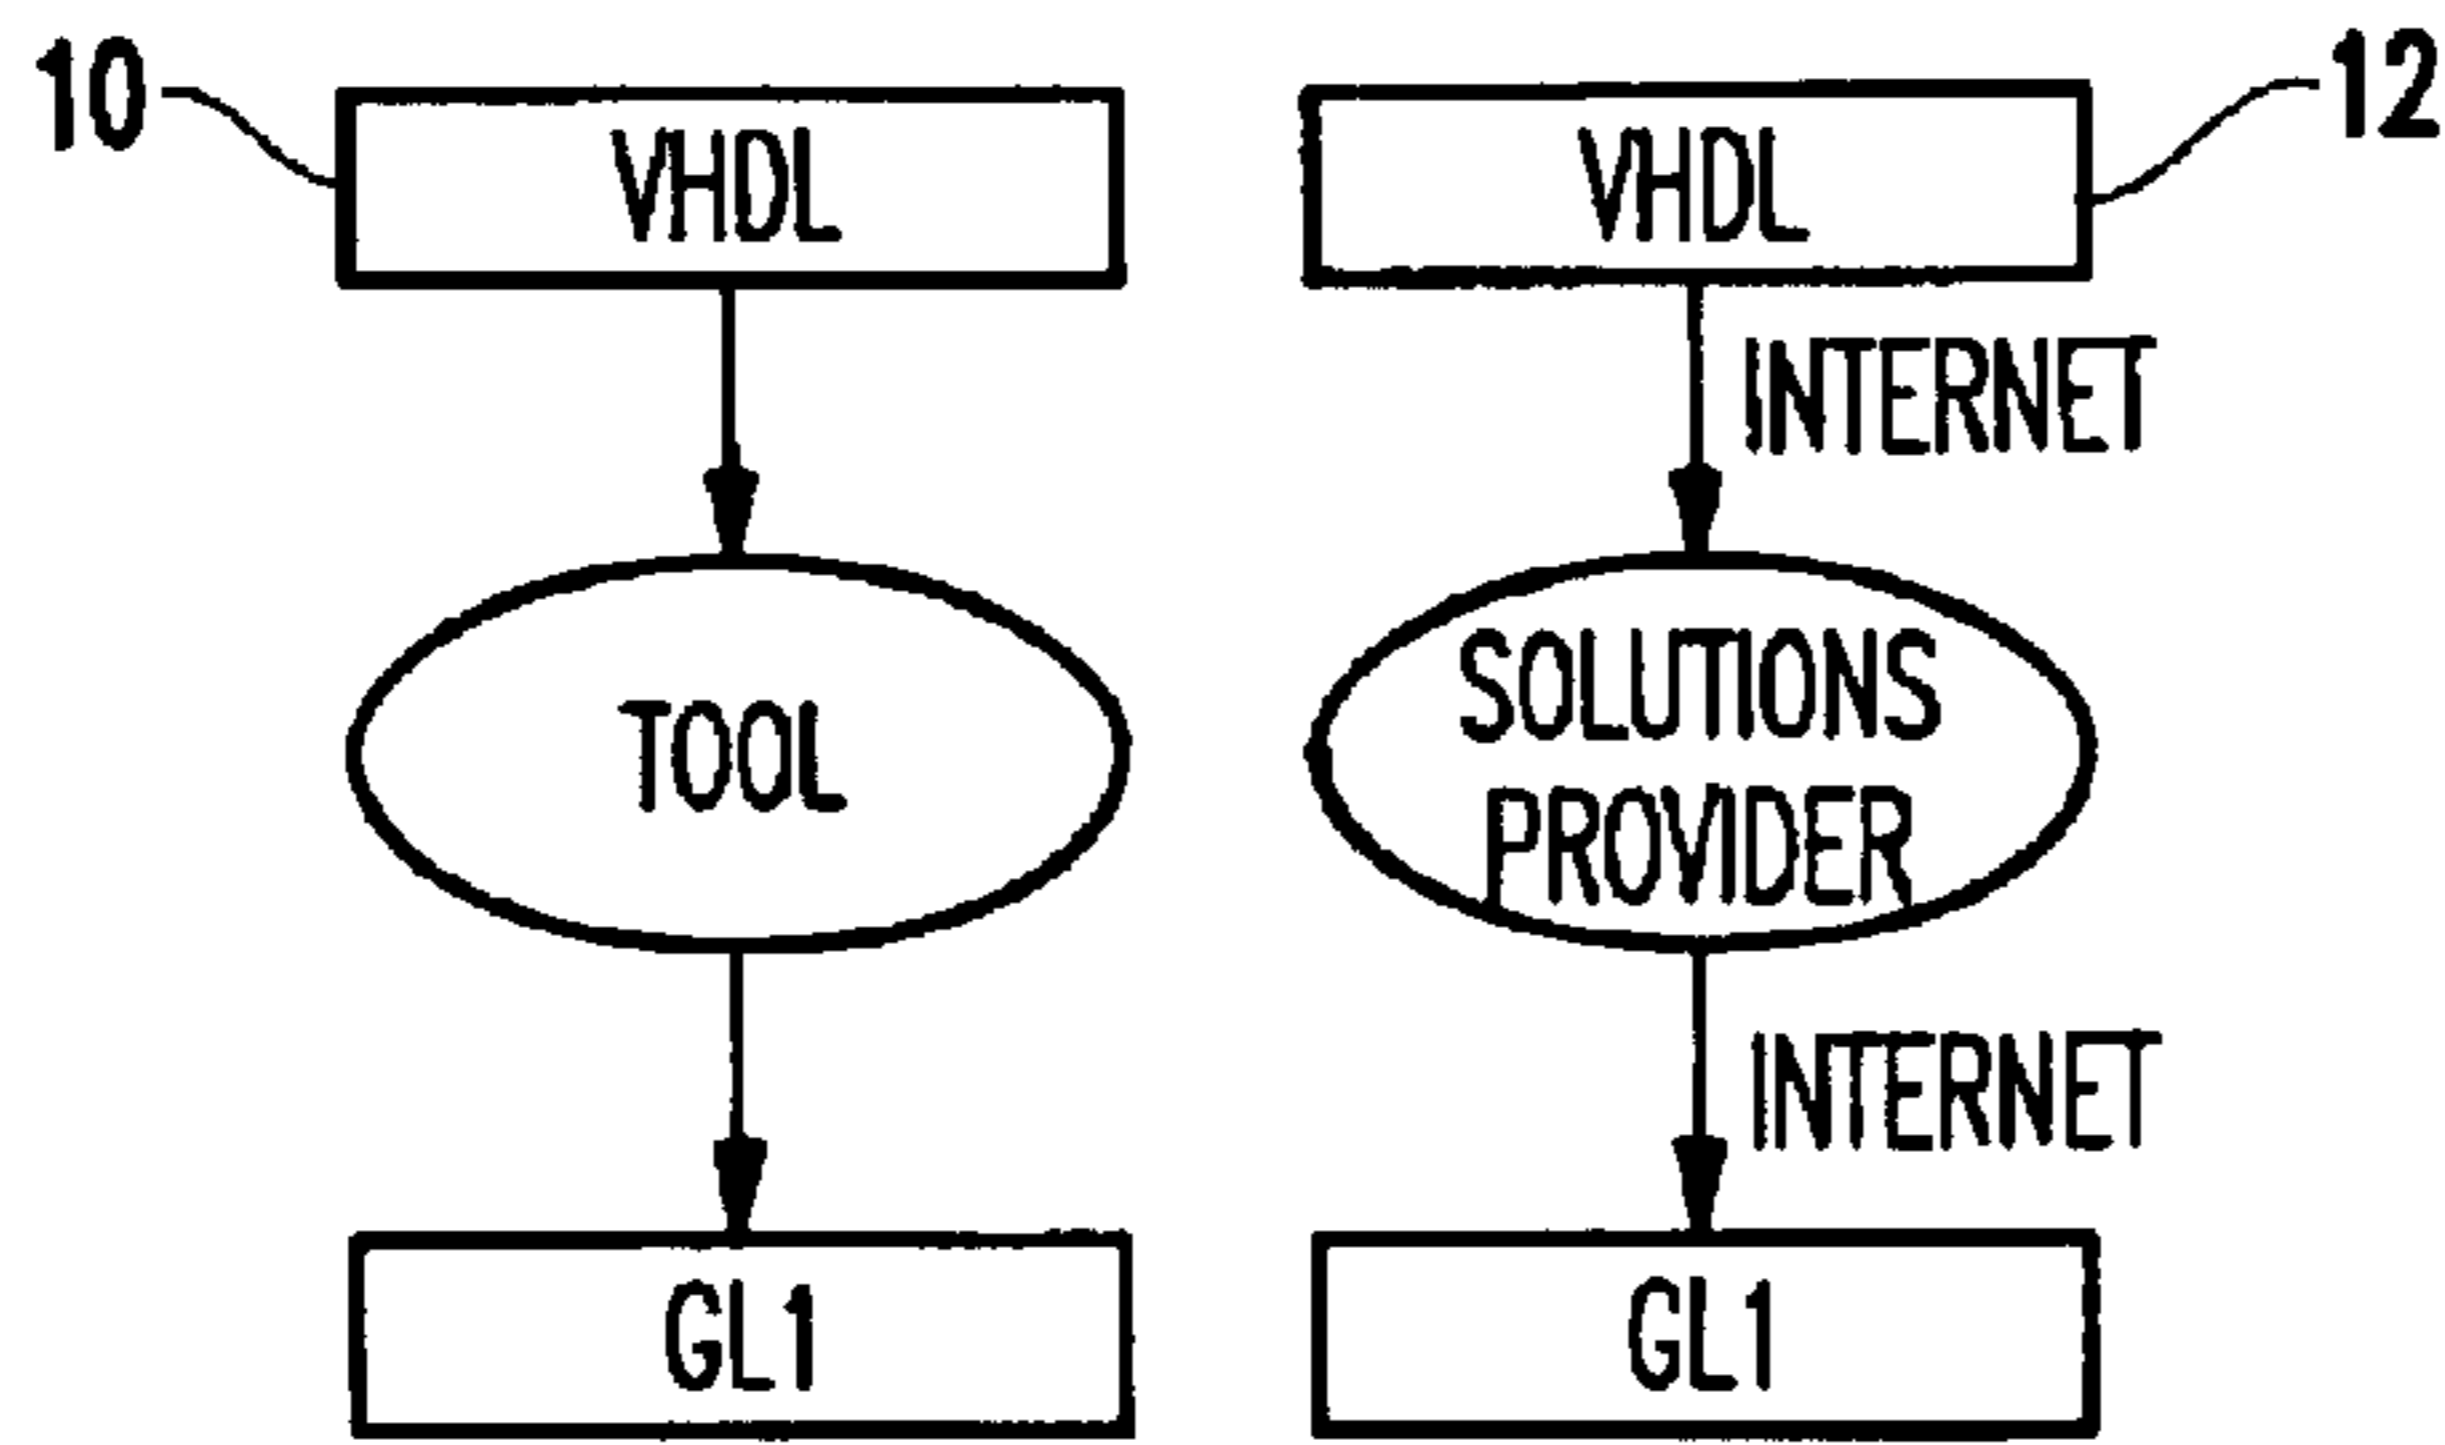 10
VHDL
TOOL
GL1
VHDL
12
INTERNET
SOLUTIONS
PROVIDER
INTERNET
GL1